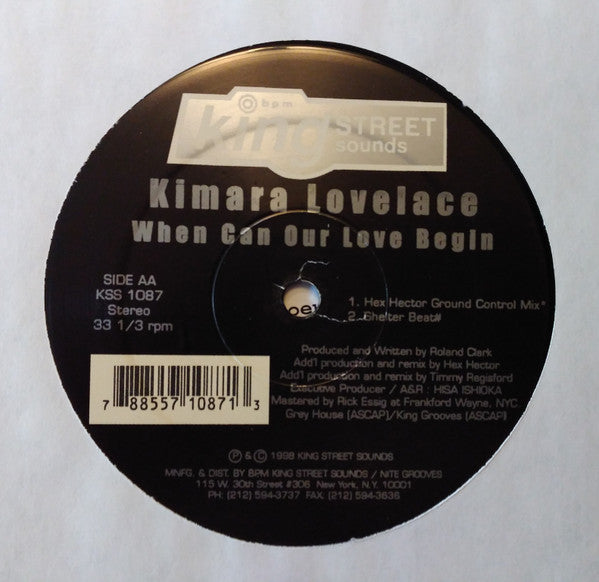 bpm
king STREET
sounds
Kimara Lovelace
When Can Our Love Begin
SIDE AA
KSS 1087
Stereo
33 1/3 rpm
1. Hex Hector Ground Control Mix*
2. Shelter Beat#
Produced and Written by Roland Clark
Add'l production and remix by Hex Hector
Add'l production and remix by Timmy Regisford
Executive Producer / A&R : HISA ISHIOKA
Mastered by Rick Essig at Frankford Wayne, NYC
Grey House (ASCAP)/King Grooves (ASCAP)
7 88557 10871 3
℗ & © 1998 KING STREET SOUNDS
MNFG. & DIST. BY BPM KING STREET SOUNDS / NITE GROOVES
115 W. 30th Street #306 New York, N.Y. 10001
PH: (212) 594-3737 FAX. (212) 594-3636